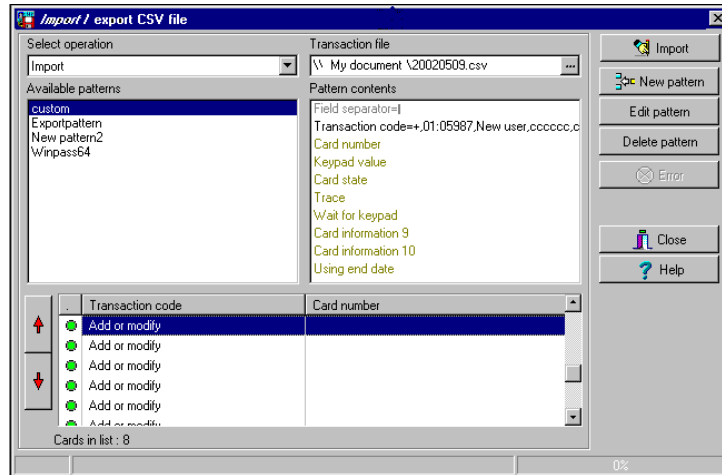 Import / export CSV file
Select operation
Import
Transaction file
\\ My document \20020509.csv ...
Available patterns
custom
Exportpattern
New pattern2
Winpass64
Pattern contents
Field separator=|
Transaction code=+,01:05987,New user,cccccc,c
Card number
Keypad value
Card state
Trace
Wait for keypad
Card information 9
Card information 10
Using end date
Import
New pattern
Edit pattern
Delete pattern
Error
Close
Help
. Transaction code Card number
Add or modify
Add or modify
Add or modify
Add or modify
Add or modify
Add or modify
Cards in list : 8
0%